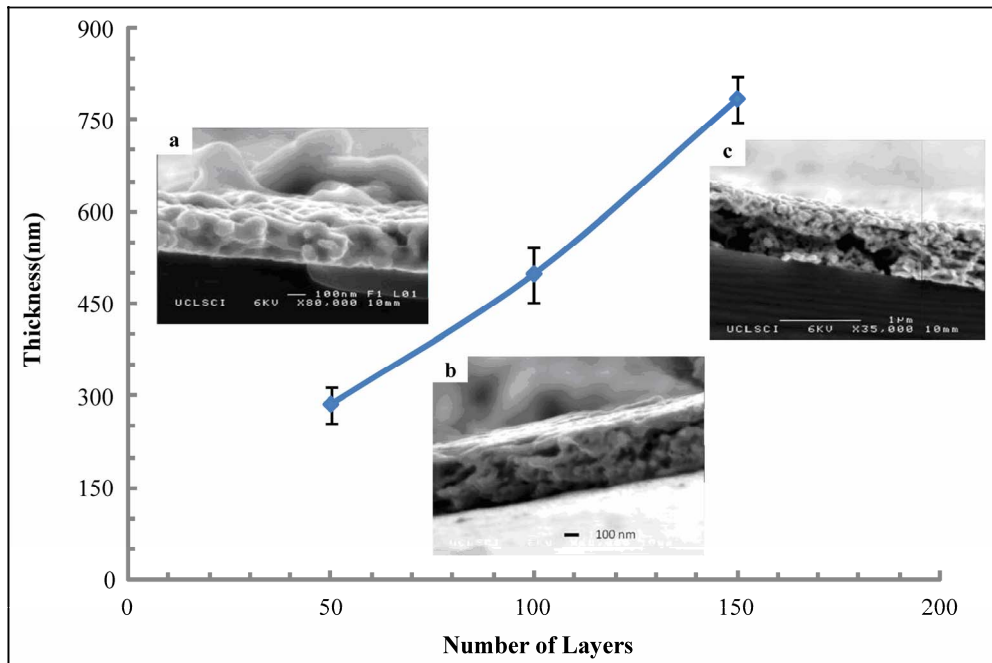 900
750
600
450
300
150
0
0
50
100
150
200
Thickness(nm)
Number of Layers
a
100nm F1 L01
UCLSCI 6KV X80,000 10mm
b
100 nm
c
1µm
UCLSCI 6KV X35,000 10mm